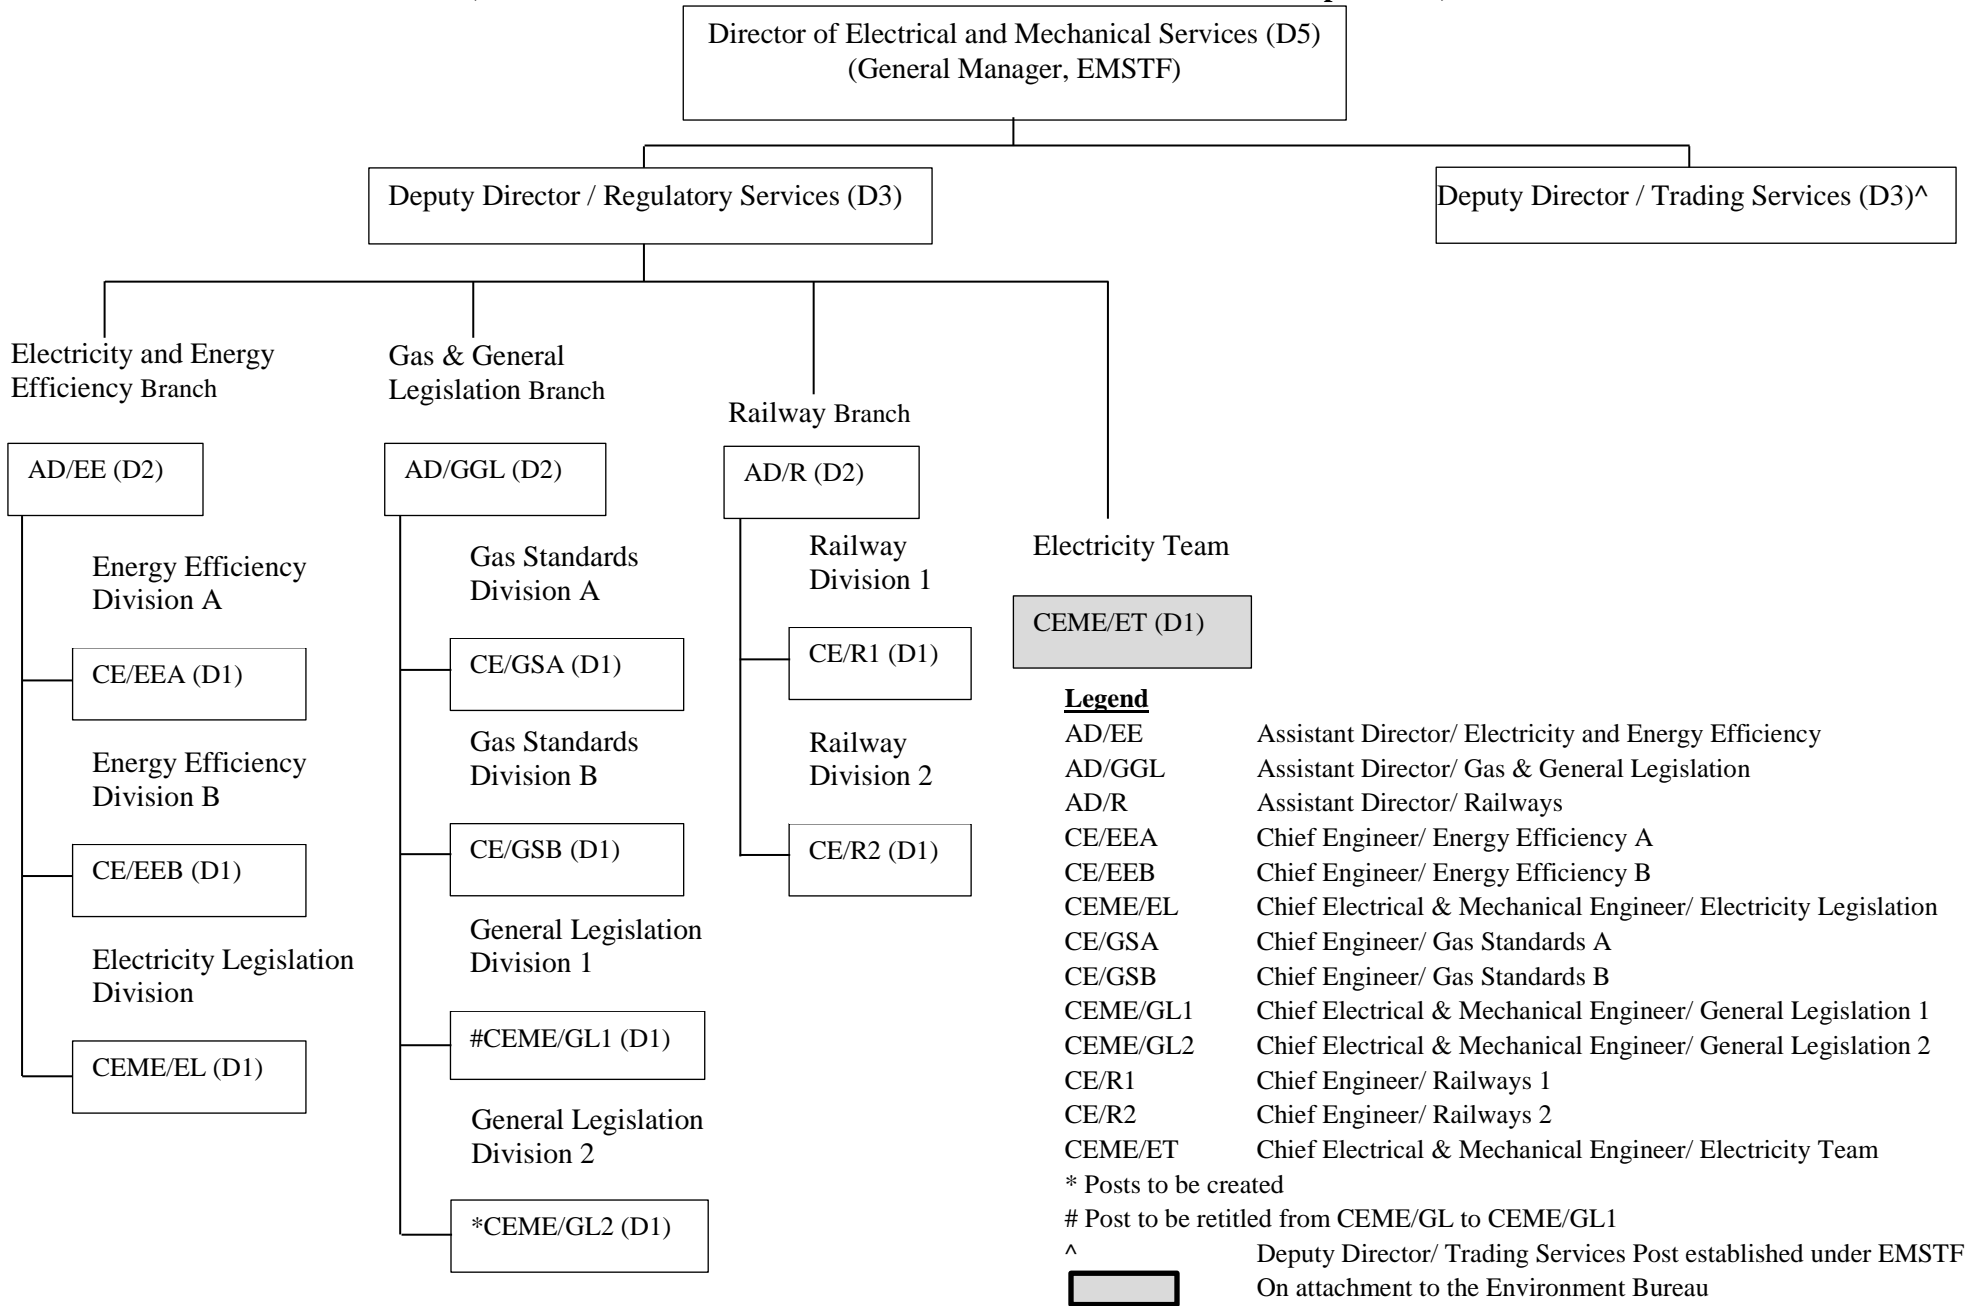 Director of Electrical and Mechanical Services (D5)
(General Manager, EMSTF)
Deputy Director / Regulatory Services (D3)
Deputy Director / Trading Services (D3)^
Electricity and Energy
Efficiency Branch
Gas & General
Legislation Branch
Railway Branch
AD/EE (D2)
AD/GGL (D2)
AD/R (D2)
Energy Efficiency
Division A
CE/EEA (D1)
Energy Efficiency
Division B
CE/EEB (D1)
Electricity Legislation
Division
CEME/EL (D1)
Gas Standards
Division A
CE/GSA (D1)
Gas Standards
Division B
CE/GSB (D1)
General Legislation
Division 1
#CEME/GL1 (D1)
General Legislation
Division 2
*CEME/GL2 (D1)
Railway
Division 1
CE/R1 (D1)
Railway
Division 2
CE/R2 (D1)
Electricity Team
CEME/ET (D1)
Legend
AD/EE Assistant Director/ Electricity and Energy Efficiency
AD/GGL Assistant Director/ Gas & General Legislation
AD/R Assistant Director/ Railways
CE/EEA Chief Engineer/ Energy Efficiency A
CE/EEB Chief Engineer/ Energy Efficiency B
CEME/EL Chief Electrical & Mechanical Engineer/ Electricity Legislation
CE/GSA Chief Engineer/ Gas Standards A
CE/GSB Chief Engineer/ Gas Standards B
CEME/GL1 Chief Electrical & Mechanical Engineer/ General Legislation 1
CEME/GL2 Chief Electrical & Mechanical Engineer/ General Legislation 2
CE/R1 Chief Engineer/ Railways 1
CE/R2 Chief Engineer/ Railways 2
CEME/ET Chief Electrical & Mechanical Engineer/ Electricity Team
* Posts to be created
# Post to be retitled from CEME/GL to CEME/GL1
^ Deputy Director/ Trading Services Post established under EMSTF
On attachment to the Environment Bureau